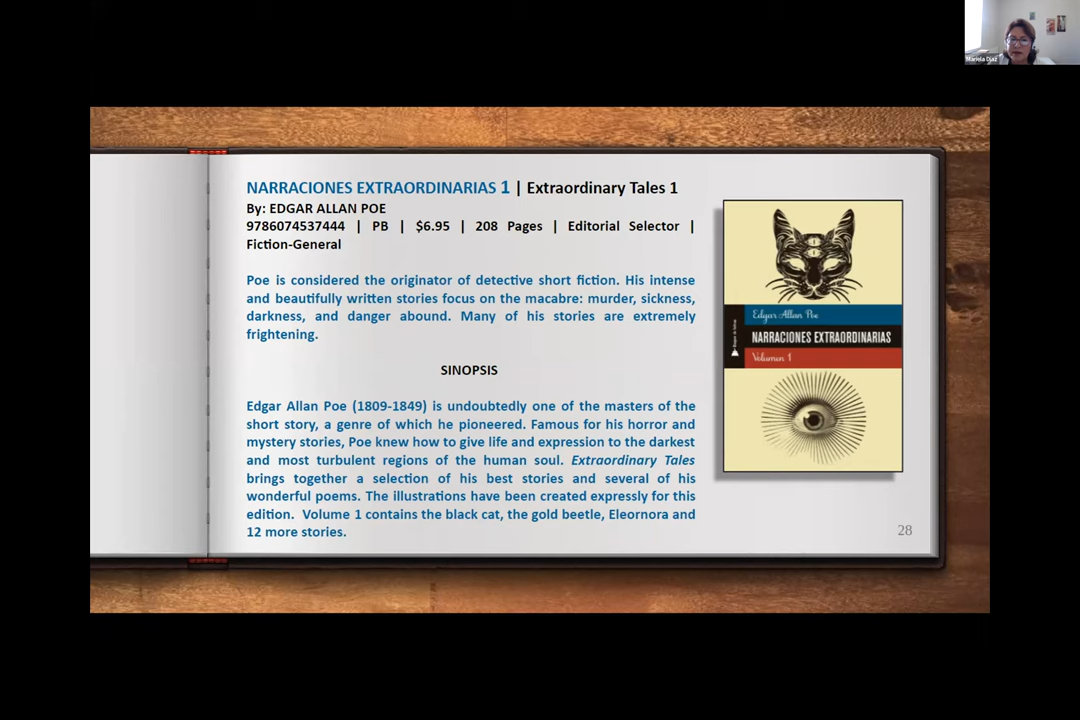 Mariela Diaz
NARRACIONES EXTRAORDINARIAS 1 | Extraordinary Tales 1
By: EDGAR ALLAN POE
9786074537444 | PB | $6.95 | 208 Pages | Editorial Selector |
Fiction-General
Poe is considered the originator of detective short fiction. His intense
and beautifully written stories focus on the macabre: murder, sickness,
darkness, and danger abound. Many of his stories are extremely
frightening.
SINOPSIS
Edgar Allan Poe (1809-1849) is undoubtedly one of the masters of the
short story, a genre of which he pioneered. Famous for his horror and
mystery stories, Poe knew how to give life and expression to the darkest
and most turbulent regions of the human soul. Extraordinary Tales
brings together a selection of his best stories and several of his
wonderful poems. The illustrations have been created expressly for this
edition. Volume 1 contains the black cat, the gold beetle, Eleornora and
12 more stories.
Edgar Allan Poe
NARRACIONES EXTRAORDINARIAS
Volumen 1
28